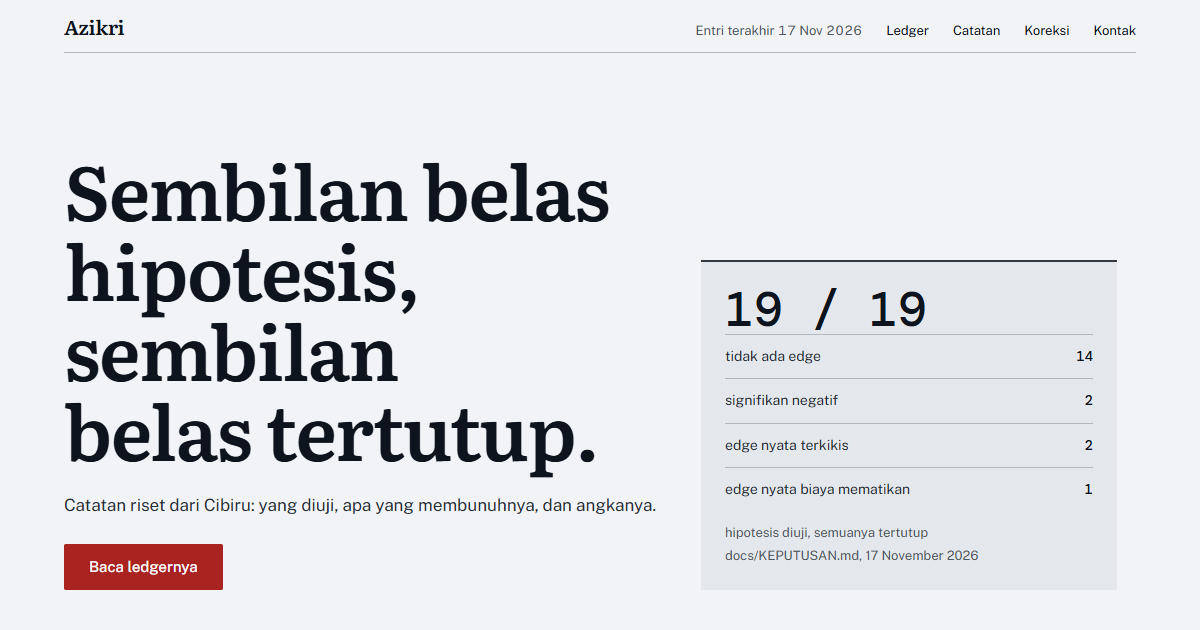 Azikri
Entri terakhir 17 Nov 2026
Ledger
Catatan
Koreksi
Kontak
Sembilan belas
hipotesis,
sembilan
belas tertutup.
Catatan riset dari Cibiru: yang diuji, apa yang membunuhnya, dan angkanya.
Baca ledgernya
19 / 19
tidak ada edge 14
signifikan negatif 2
edge nyata terkikis 2
edge nyata biaya mematikan 1
hipotesis diuji, semuanya tertutup
docs/KEPUTUSAN.md, 17 November 2026